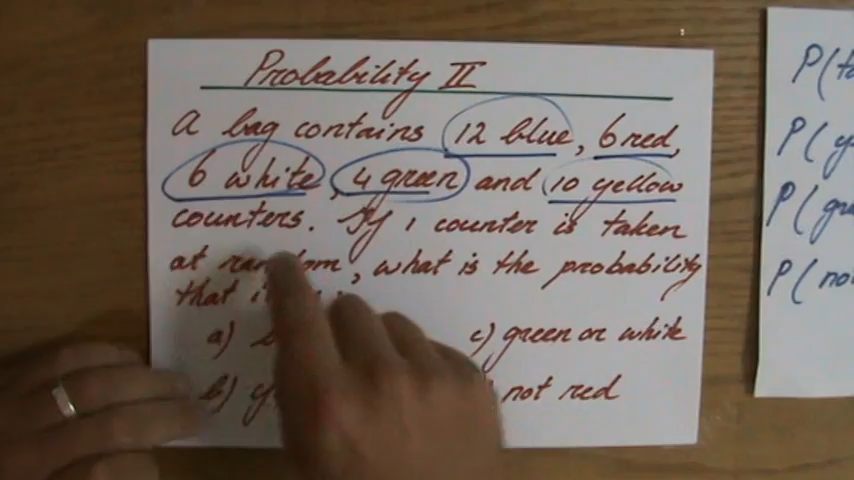 Probability II
A bag contains 12 blue, 6 red,
6 white, 4 green and 10 yellow
counters. If 1 counter is taken
at random, what is the probability
that
a)
c) green or white
b)
not red
P(
P(
P(
P(